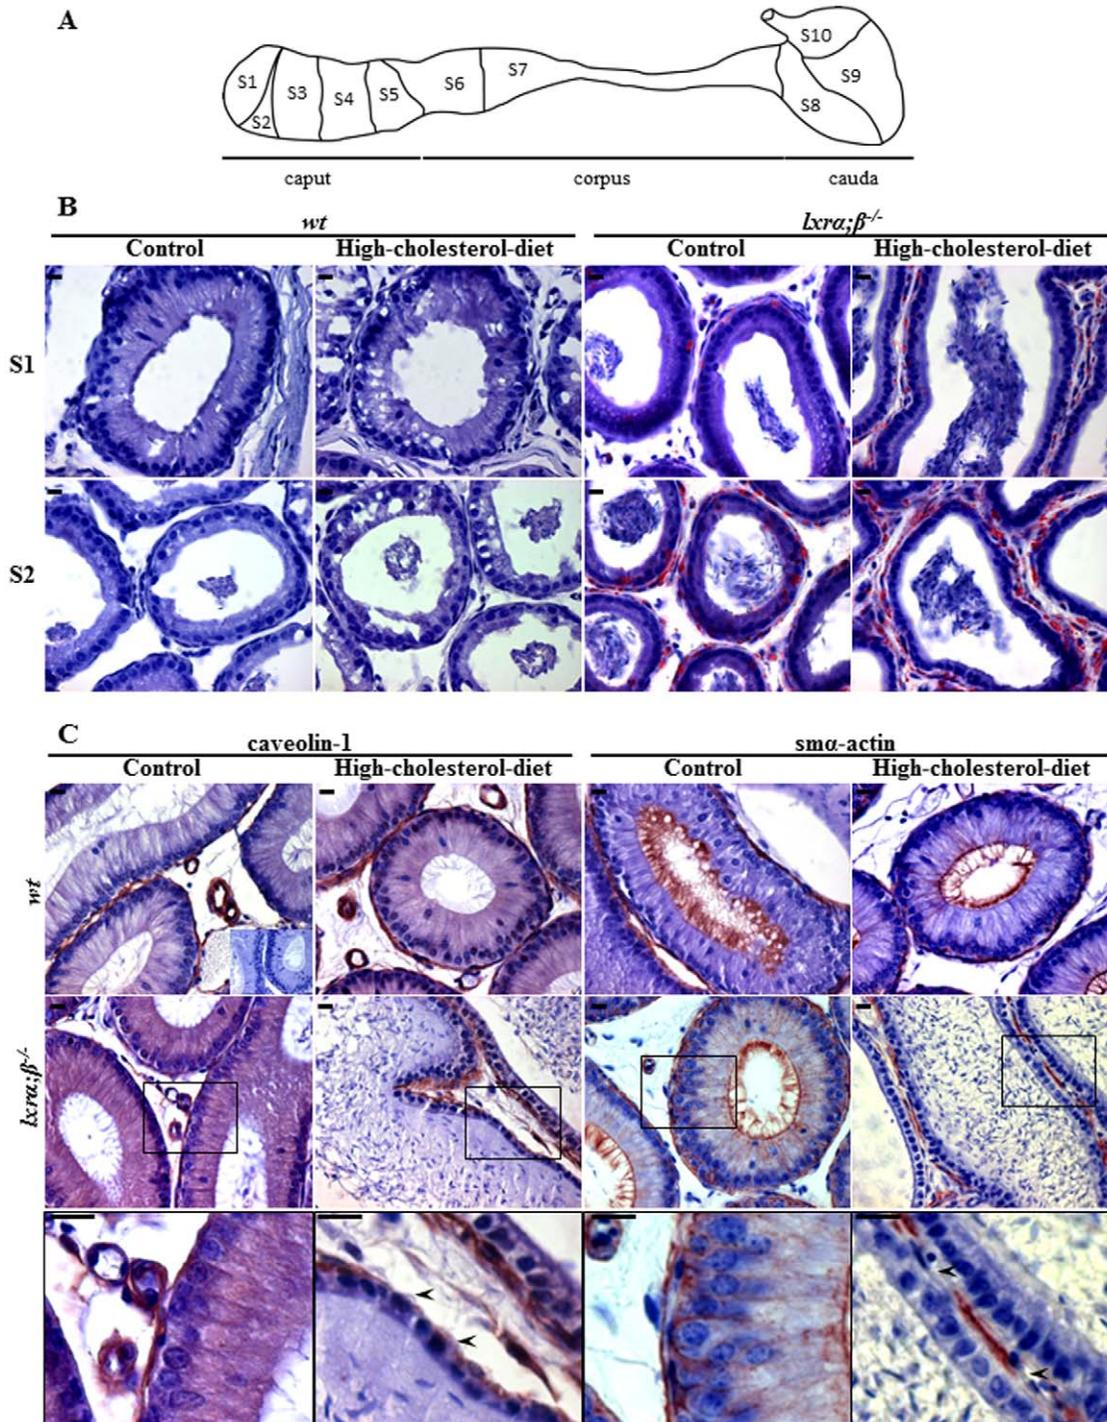 A
S1
S2
S3
S4
S5
S6
S7
S8
S9
S10
caput corpus cauda
B
wt lxrα;β-/-
Control High-cholesterol-diet Control High-cholesterol-diet
S1
S2
C
caveolin-1 smα-actin
Control High-cholesterol-diet Control High-cholesterol-diet
wt
lxrα;β-/-